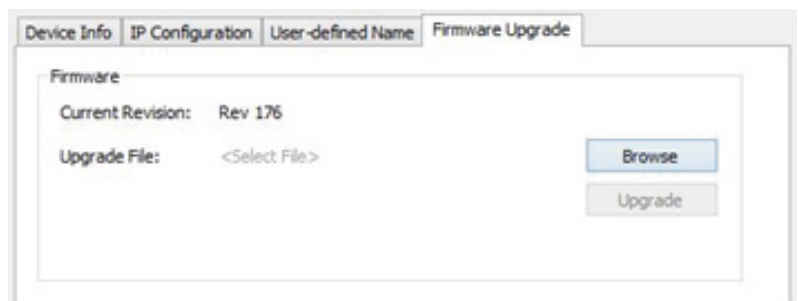 Device Info IP Configuration User-defined Name Firmware Upgrade
Firmware
Current Revision: Rev 176
Upgrade File: <Select File> Browse
Upgrade